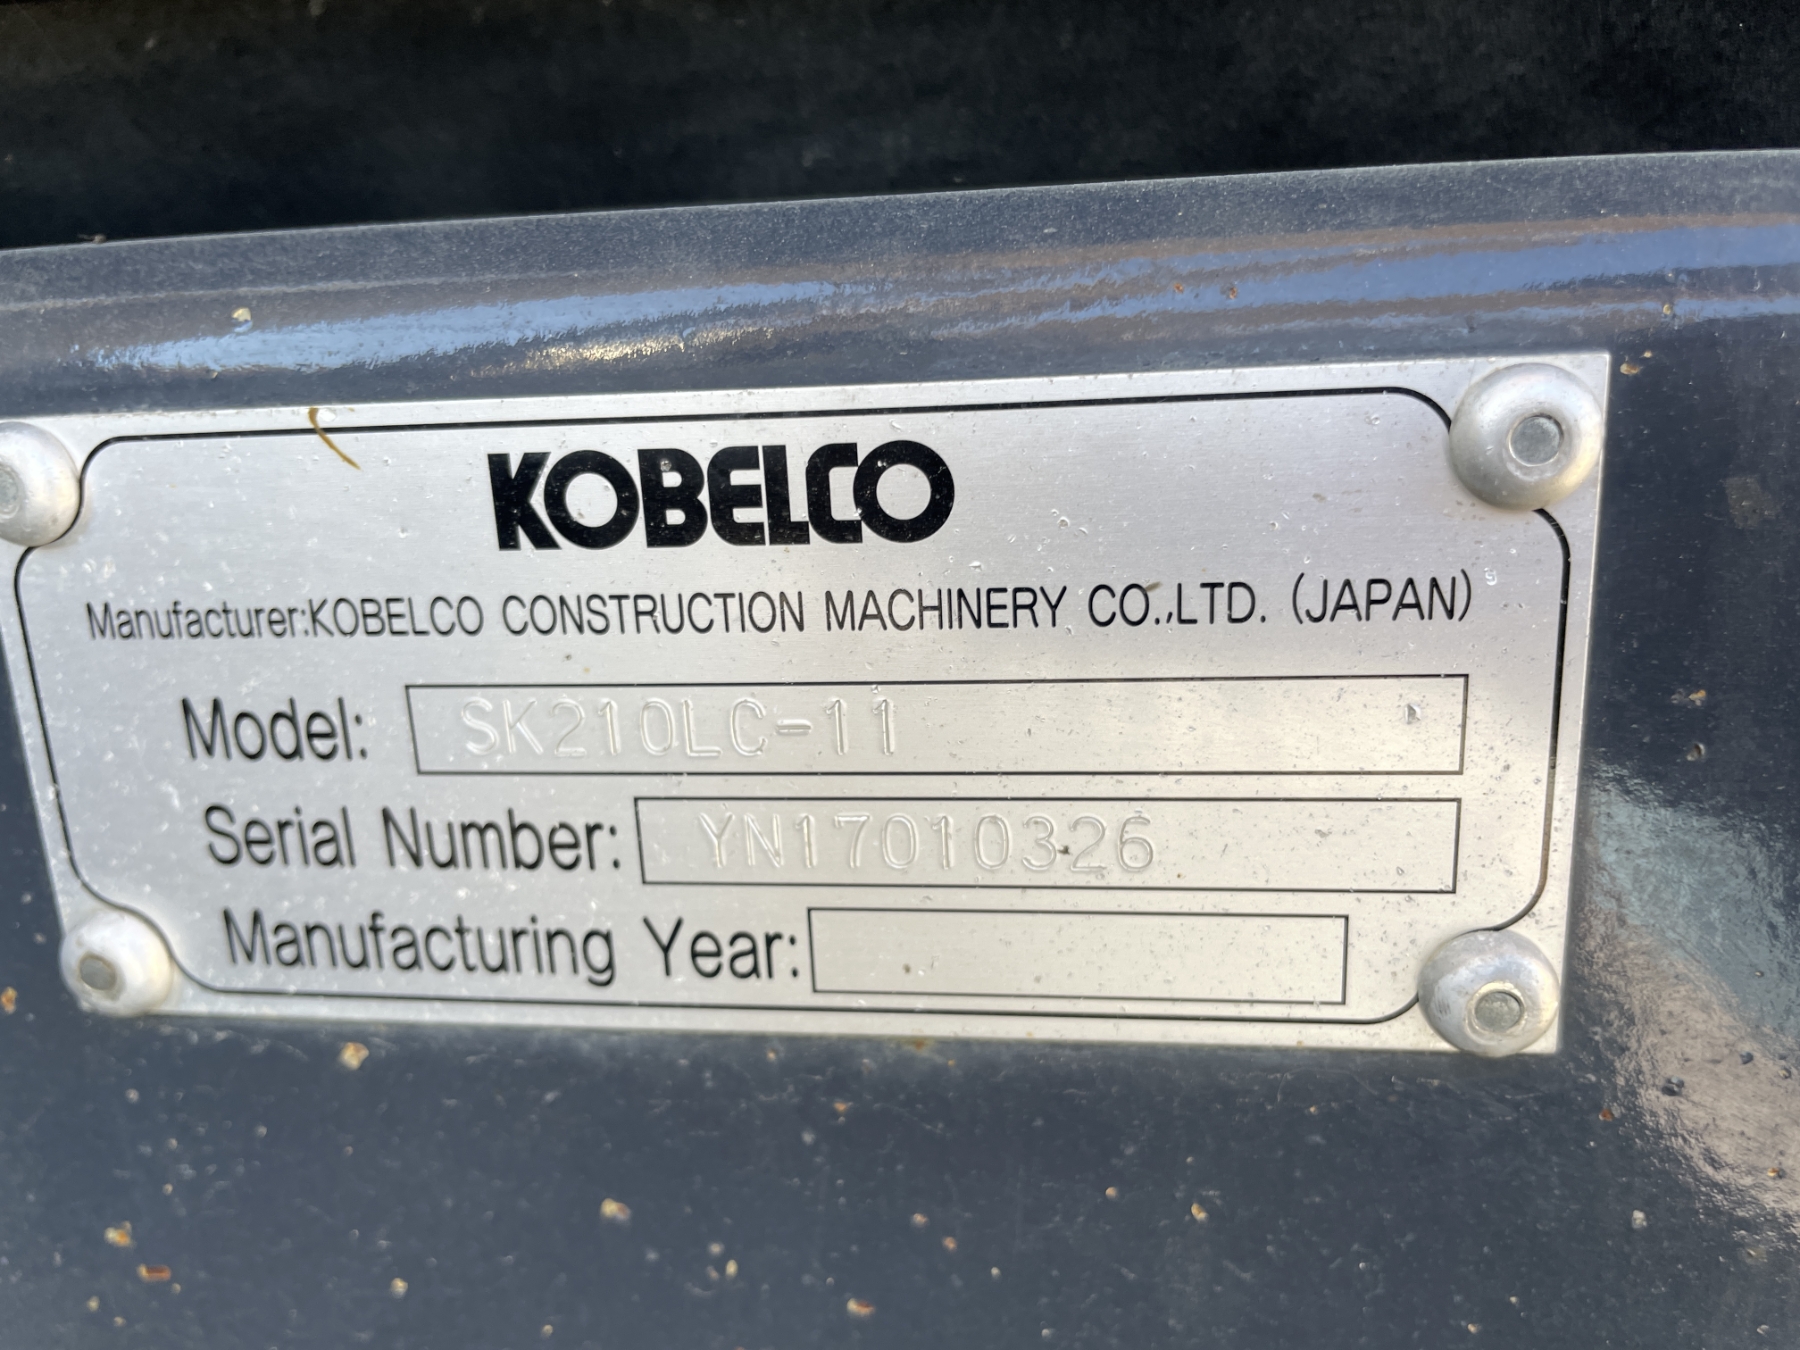 KOBELCO
Manufacturer:KOBELCO CONSTRUCTION MACHINERY CO.,LTD. (JAPAN)
Model: SK210LC-11
Serial Number: YN17010326
Manufacturing Year: